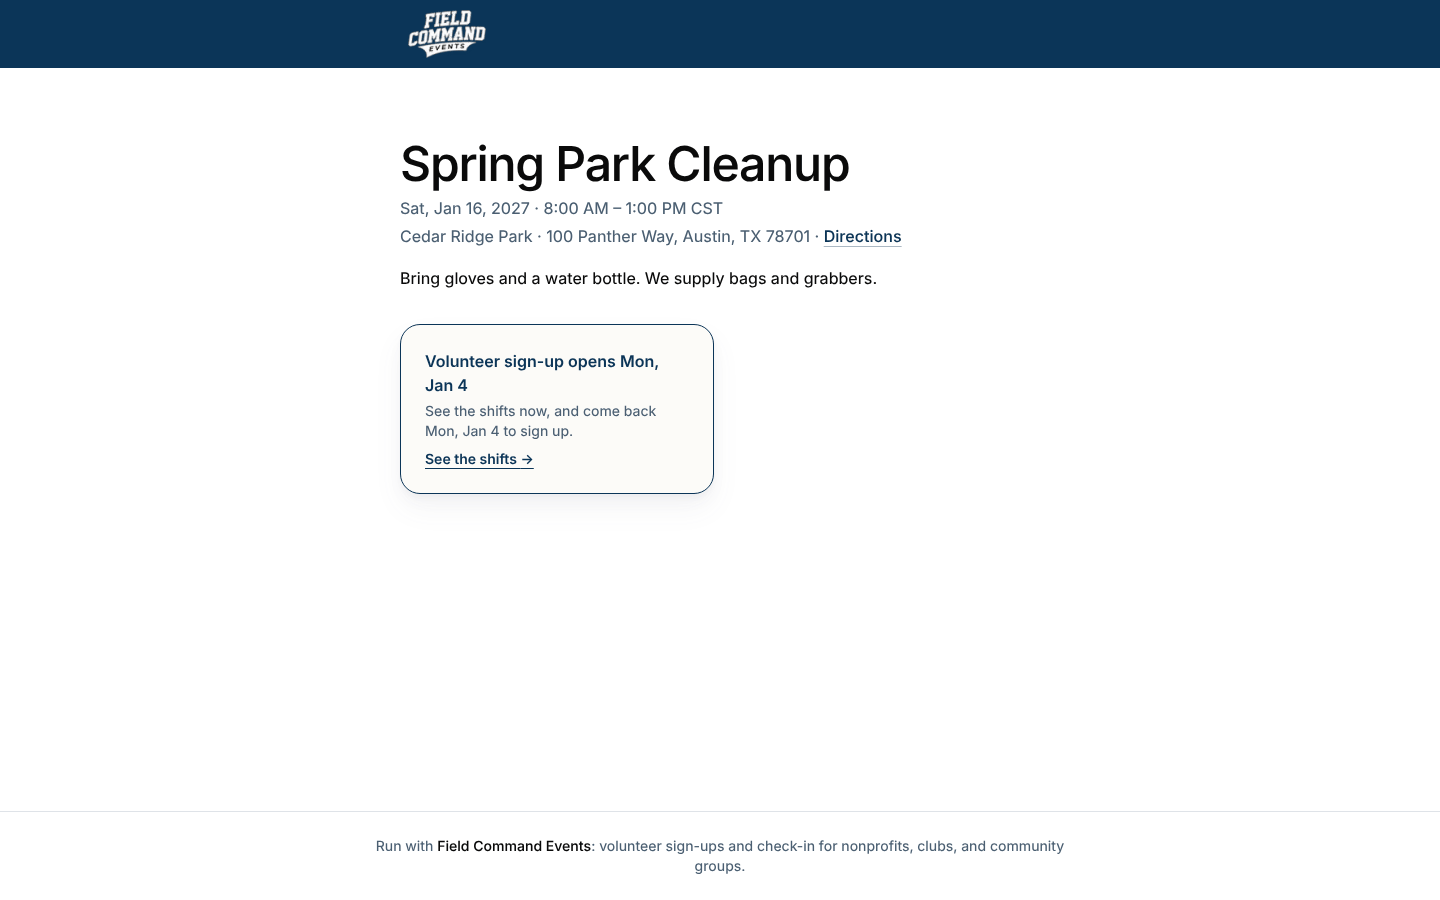 FIELD
COMMAND
EVENTS
Spring Park Cleanup
Sat, Jan 16, 2027 · 8:00 AM – 1:00 PM CST
Cedar Ridge Park · 100 Panther Way, Austin, TX 78701 · Directions
Bring gloves and a water bottle. We supply bags and grabbers.
Volunteer sign-up opens Mon,
Jan 4
See the shifts now, and come back
Mon, Jan 4 to sign up.
See the shifts →
Run with Field Command Events: volunteer sign-ups and check-in for nonprofits, clubs, and community
groups.